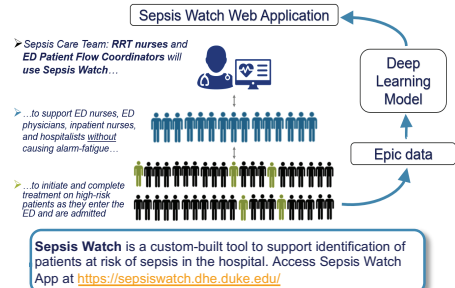 Sepsis Watch Web Application
➢Sepsis Care Team: RRT nurses and
ED Patient Flow Coordinators will
use Sepsis Watch…
➢…to support ED nurses, ED
physicians, inpatient nurses,
and hospitalists without
causing alarm-fatigue…
➢…to initiate and complete
treatment on high-risk
patients as they enter the
ED and are admitted
Deep
Learning
Model
Epic data
Sepsis Watch is a custom-built tool to support identification of
patients at risk of sepsis in the hospital. Access Sepsis Watch
App at https://sepsiswatch.dhe.duke.edu/